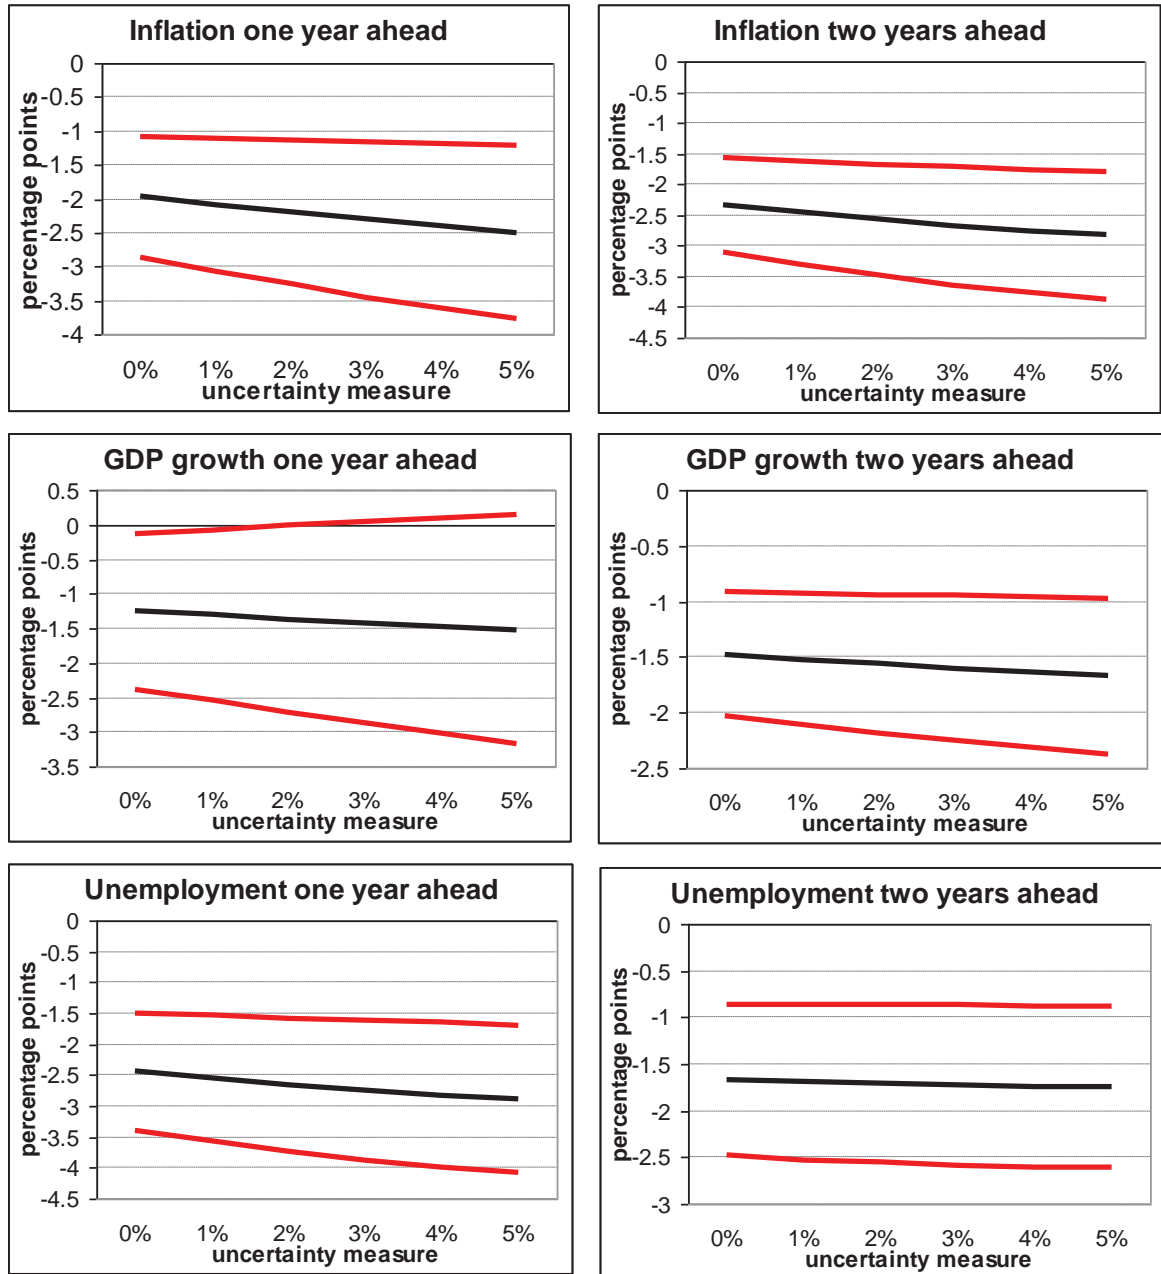 Inflation one year ahead
percentage points
0
-0.5
-1
-1.5
-2
-2.5
-3
-3.5
-4
0% 1% 2% 3% 4% 5%
uncertainty measure
Inflation two years ahead
percentage points
0
-0.5
-1
-1.5
-2
-2.5
-3
-3.5
-4
-4.5
0% 1% 2% 3% 4% 5%
uncertainty measure
GDP growth one year ahead
percentage points
0.5
0
-0.5
-1
-1.5
-2
-2.5
-3
-3.5
0% 1% 2% 3% 4% 5%
uncertainty measure
GDP growth two years ahead
percentage points
0
-0.5
-1
-1.5
-2
-2.5
0% 1% 2% 3% 4% 5%
uncertainty measure
Unemployment one year ahead
percentage points
0
-0.5
-1
-1.5
-2
-2.5
-3
-3.5
-4
-4.5
0% 1% 2% 3% 4% 5%
uncertainty measure
Unemployment two years ahead
percentage points
0
-0.5
-1
-1.5
-2
-2.5
-3
0% 1% 2% 3% 4% 5%
uncertainty measure